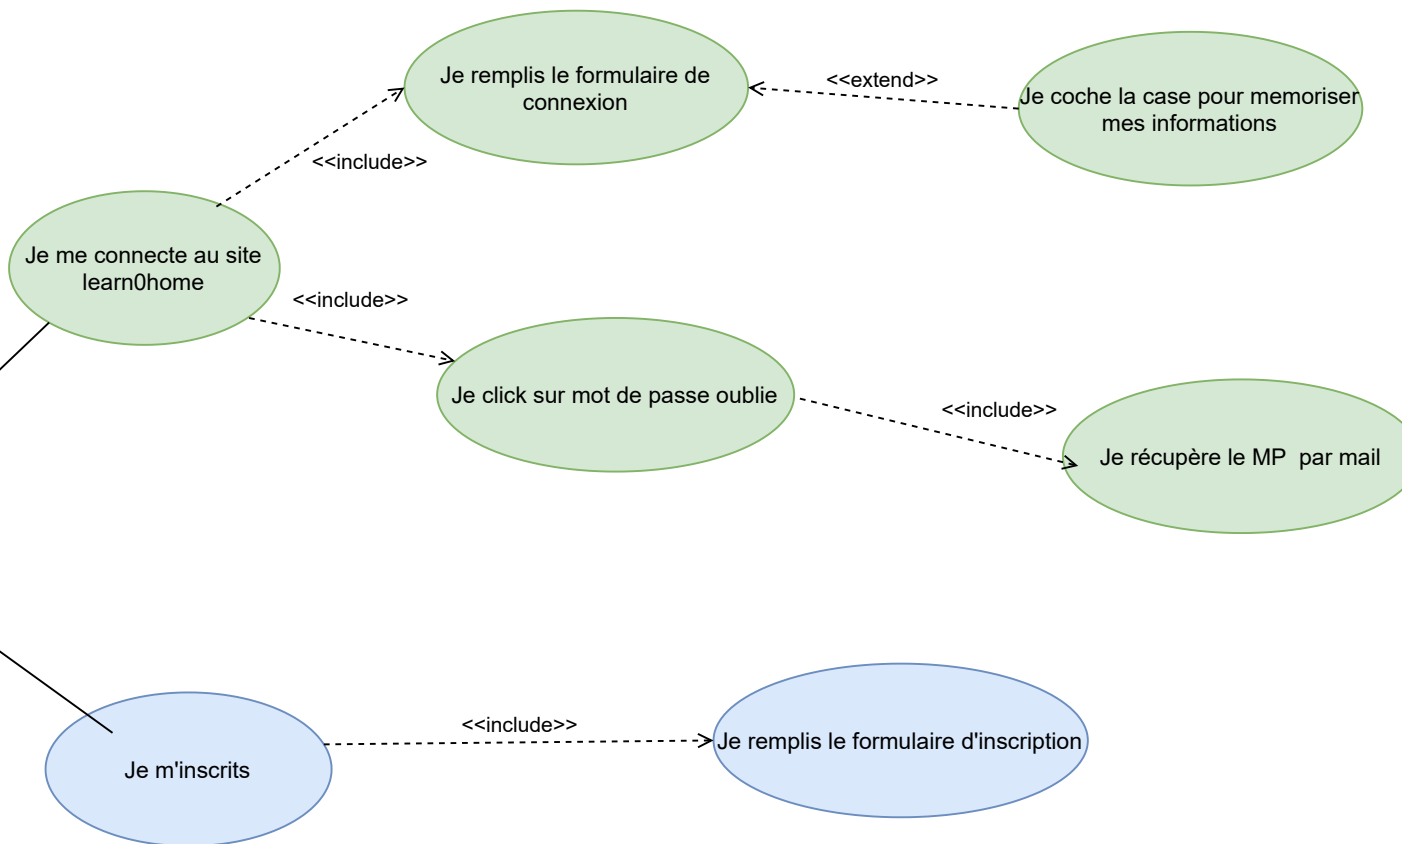 Je remplis le formulaire de
connexion
<<extend>>
Je coche la case pour memoriser
mes informations
<<include>>
Je me connecte au site
learn0home
<<include>>
Je click sur mot de passe oublie
<<include>>
Je récupère le MP  par mail
<<include>>
Je remplis le formulaire d'inscription
Je m'inscrits